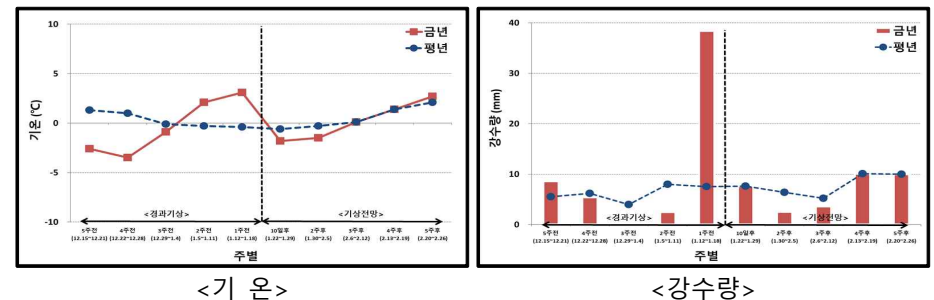 10
5
0
-5
-10
기온 (℃)
금년
평년
<경과기상>
<기상전망>
5주전
(12.15~12.21)
4주전
(12.22~12.28)
3주전
(12.29~1.4)
2주전
(1.5~1.11)
1주전
(1.12~1.18)
10일후
(1.22~1.29)
2주후
(1.30~2.5)
3주후
(2.6~2.12)
4주후
(2.13~2.19)
5주후
(2.20~2.26)
주별
<기 온>
40
30
20
10
0
강수량 (mm)
금년
평년
<경과기상>
<기상전망>
5주전
(12.15~12.21)
4주전
(12.22~12.28)
3주전
(12.29~1.4)
2주전
(1.5~1.11)
1주전
(1.12~1.18)
10일후
(1.22~1.29)
2주후
(1.30~2.5)
3주후
(2.6~2.12)
4주후
(2.13~2.19)
5주후
(2.20~2.26)
주별
<강수량>